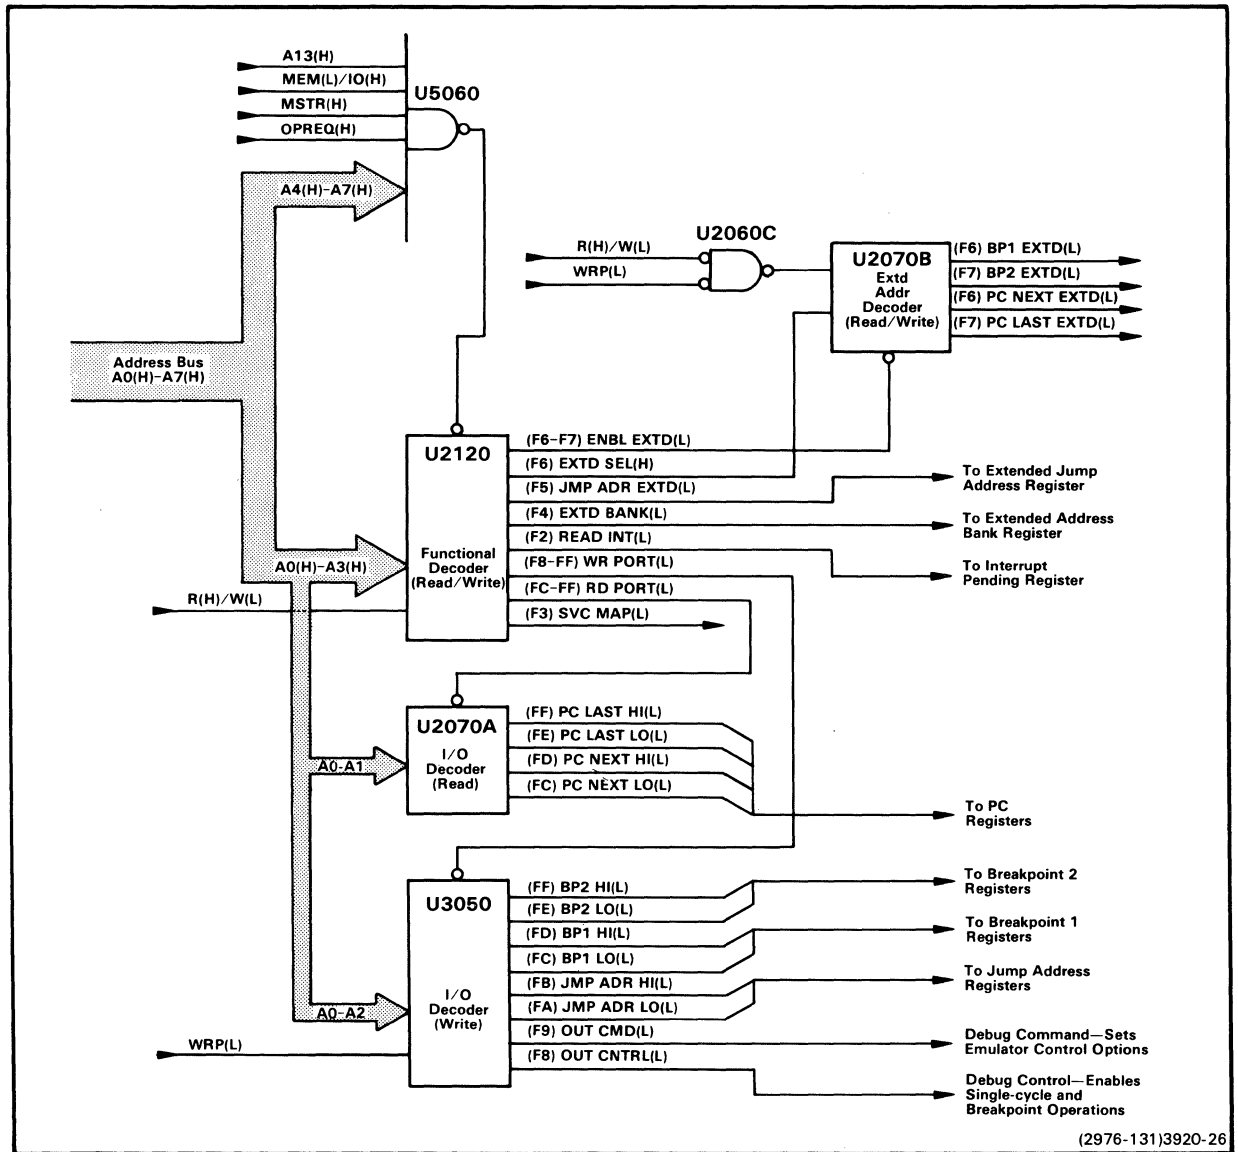 A13(H)
MEM(L)/IO(H)
MSTR(H)
OPREQ(H)
U5060
A4(H)-A7(H)
Address Bus
A0(H)-A7(H)
R(H)/W(L)
WRP(L)
U2060C
U2070B
Extd
Addr
Decoder
(Read/Write)
(F6) BP1 EXTD(L)
(F7) BP2 EXTD(L)
(F6) PC NEXT EXTD(L)
(F7) PC LAST EXTD(L)
A0(H)-A3(H)
R(H)/W(L)
U2120
Functional
Decoder
(Read/Write)
(F6-F7) ENBL EXTD(L)
(F6) EXTD SEL(H)
(F5) JMP ADR EXTD(L)
(F4) EXTD BANK(L)
(F2) READ INT(L)
(F8-FF) WR PORT(L)
(FC-FF) RD PORT(L)
(F3) SVC MAP(L)
To Extended Jump
Address Register
To Extended Address
Bank Register
To Interrupt
Pending Register
A0-A1
U2070A
I/O
Decoder
(Read)
(FF) PC LAST HI(L)
(FE) PC LAST LO(L)
(FD) PC NEXT HI(L)
(FC) PC NEXT LO(L)
To PC
Registers
A0-A2
WRP(L)
U3050
I/O
Decoder
(Write)
(FF) BP2 HI(L)
(FE) BP2 LO(L)
(FD) BP1 HI(L)
(FC) BP1 LO(L)
(FB) JMP ADR HI(L)
(FA) JMP ADR LO(L)
(F9) OUT CMD(L)
(F8) OUT CNTRL(L)
To Breakpoint 2
Registers
To Breakpoint 1
Registers
To Jump Address
Registers
Debug Command—Sets
Emulator Control Options
Debug Control—Enables
Single-cycle and
Breakpoint Operations
(2976-131)3920-26